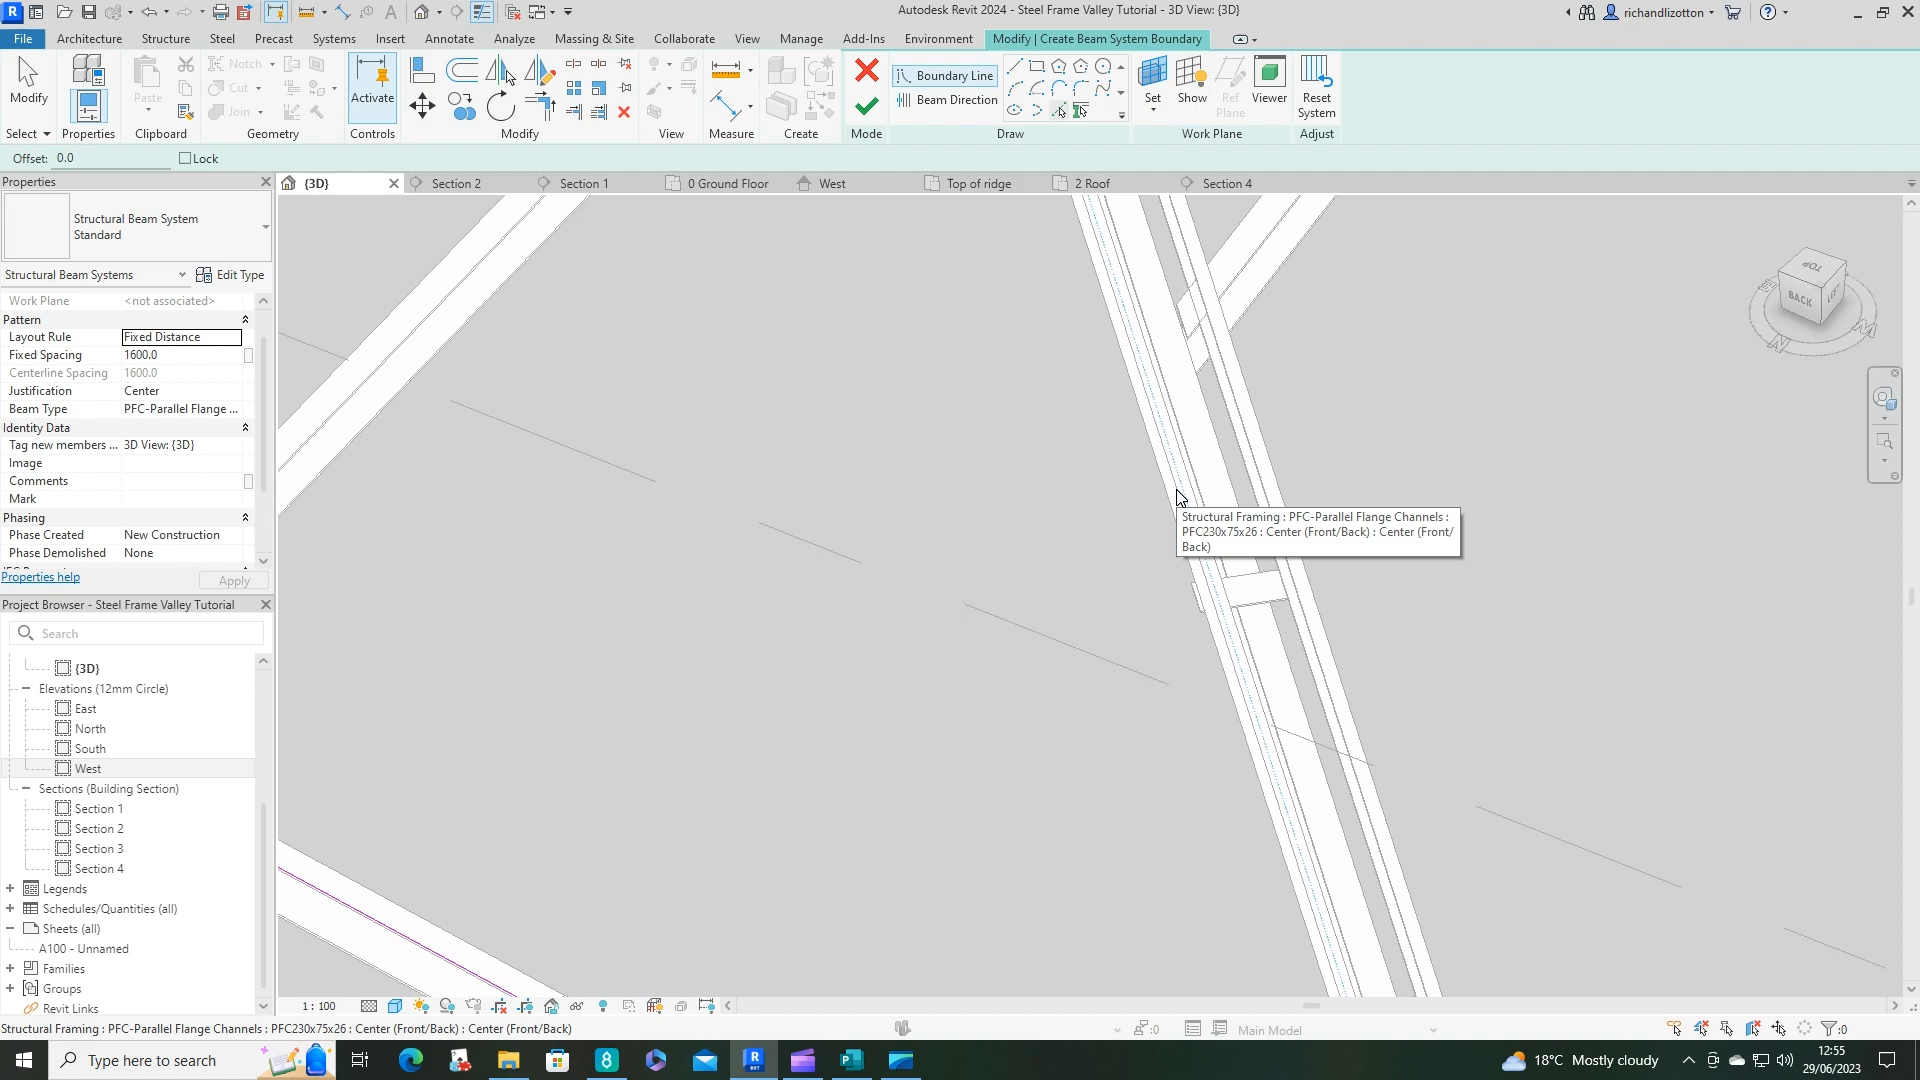 Autodesk Revit 2024 - Steel Frame Valley Tutorial - 3D View: {3D}
richandlizotton
File
Architecture
Structure
Steel
Precast
Systems
Insert
Annotate
Analyze
Massing & Site
Collaborate
View
Manage
Add-Ins
Environment
Modify | Create Beam System Boundary
Modify
Properties
Paste
Notch
Cut
Join
Activate
Boundary Line
Beam Direction
Set
Show
Ref
Plane
Viewer
Reset
System
Select
Properties
Clipboard
Geometry
Controls
Modify
View
Measure
Create
Mode
Draw
Work Plane
Adjust
Offset: 0.0
Lock
Properties
{3D}
Section 2
Section 1
0 Ground Floor
West
Top of ridge
2 Roof
Section 4
Structural Beam System
Standard
Structural Beam Systems
Edit Type
Work Plane <not associated>
Pattern
Layout Rule Fixed Distance
Fixed Spacing 1600.0
Centerline Spacing 1600.0
Justification Center
Beam Type PFC-Parallel Flange ...
Identity Data
Tag new members ... 3D View: {3D}
Image
Comments
Mark
Phasing
Phase Created New Construction
Phase Demolished None
Properties help
Apply
TOP
BACK
LEFT
N
Structural Framing : PFC-Parallel Flange Channels :
PFC230x75x26 : Center (Front/Back) : Center (Front/
Back)
Project Browser - Steel Frame Valley Tutorial
Search
{3D}
Elevations (12mm Circle)
East
North
South
West
Sections (Building Section)
Section 1
Section 2
Section 3
Section 4
Legends
Schedules/Quantities (all)
Sheets (all)
A100 - Unnamed
Families
Groups
Revit Links
1 : 100
Structural Framing : PFC-Parallel Flange Channels : PFC230x75x26 : Center (Front/Back) : Center (Front/Back)
:0
Main Model
:0
Type here to search
18°C Mostly cloudy
12:55
29/06/2023